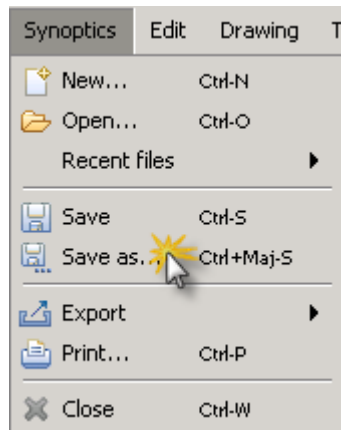 Synoptics Edit Drawing T
New... Ctrl-N
Open... Ctrl-O
Recent files
Save Ctrl-S
Save as... Ctrl+Maj-S
Export
Print... Ctrl-P
Close Ctrl-W